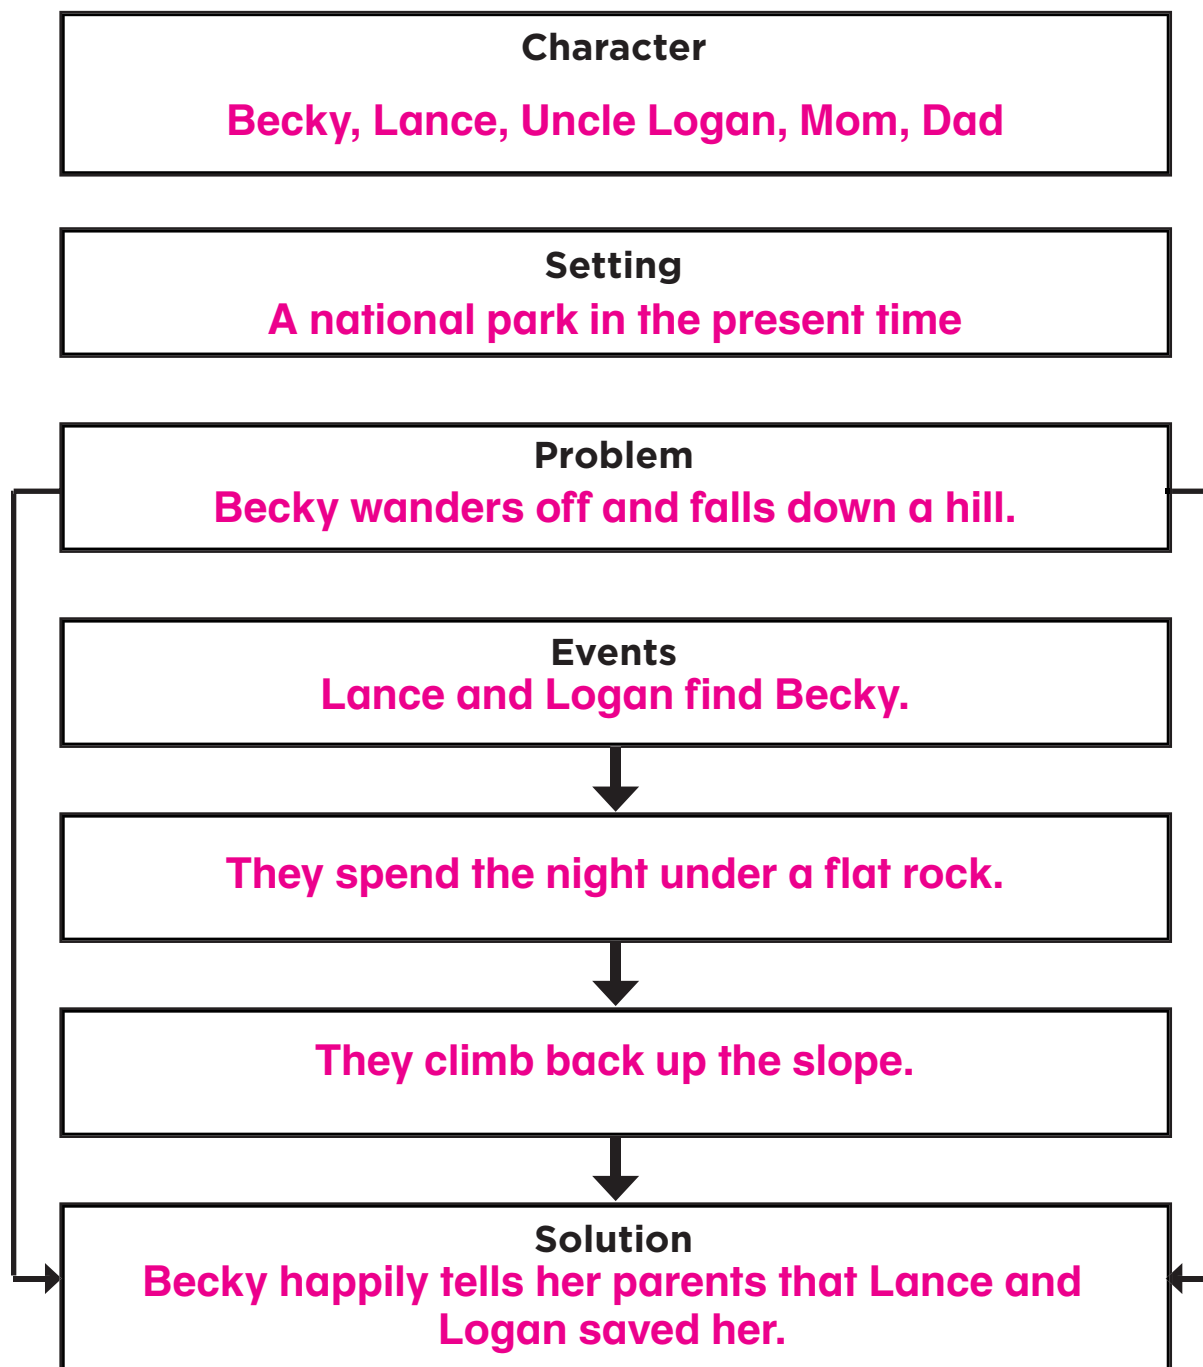 Character
Becky, Lance, Uncle Logan, Mom, Dad
Setting
A national park in the present time
Problem
Becky wanders off and falls down a hill.
Events
Lance and Logan find Becky.
They spend the night under a flat rock.
They climb back up the slope.
Solution
Becky happily tells her parents that Lance and
Logan saved her.